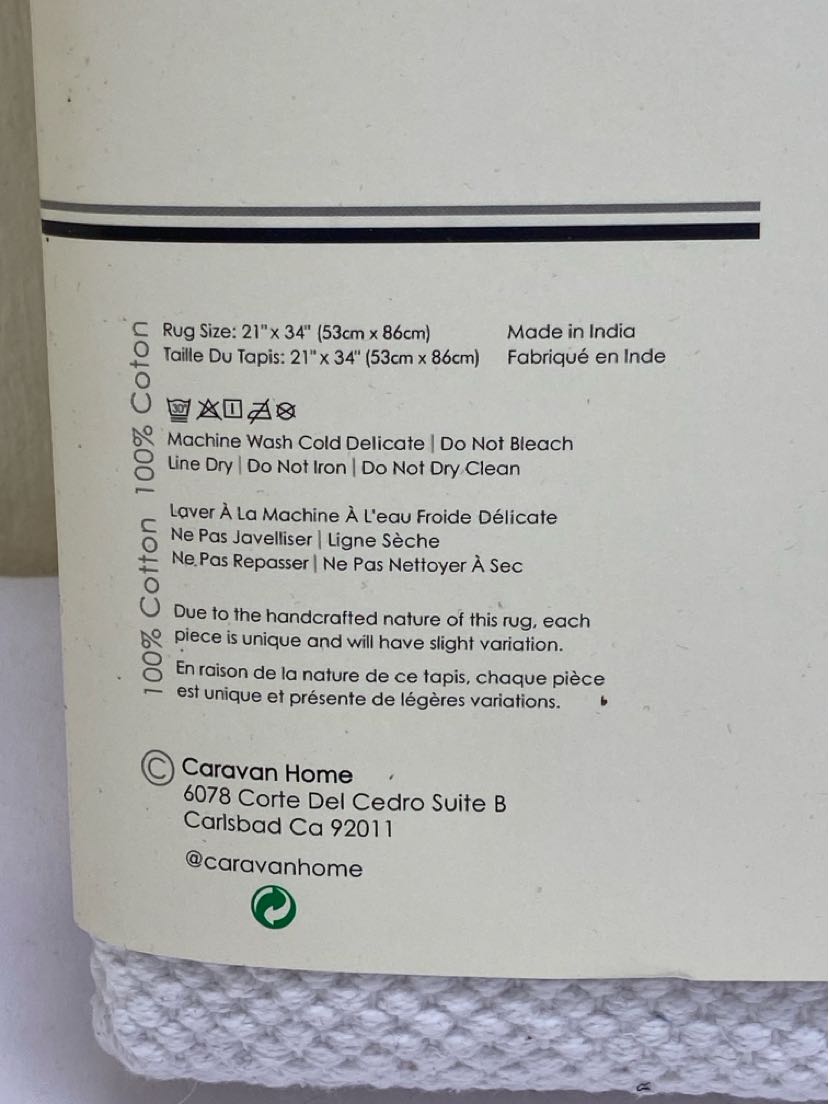 Rug Size: 21" x 34" (53cm x 86cm)
Taille Du Tapis: 21" x 34" (53cm x 86cm)
Made in India
Fabriqué en Inde
100% Cotton 100% Coton
30°
Machine Wash Cold Delicate | Do Not Bleach
Line Dry | Do Not Iron | Do Not Dry Clean
Laver À La Machine À L'eau Froide Délicate
Ne Pas Javelliser | Ligne Sèche
Ne Pas Repasser | Ne Pas Nettoyer À Sec
Due to the handcrafted nature of this rug, each
piece is unique and will have slight variation.
En raison de la nature de ce tapis, chaque pièce
est unique et présente de légères variations.
© Caravan Home
6078 Corte Del Cedro Suite B
Carlsbad Ca 92011
@caravanhome